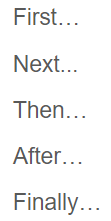 First…
Next...
Then…
After…
Finally…